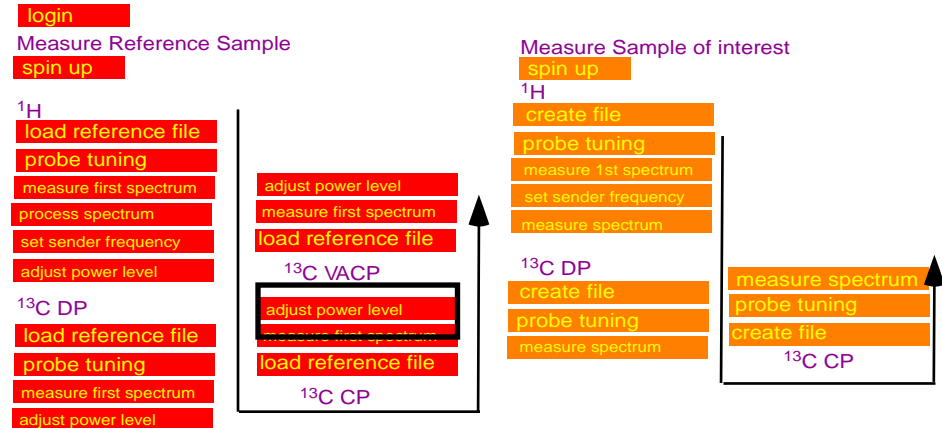 login
Measure Reference Sample
spin up
¹H
load reference file
probe tuning
measure first spectrum
process spectrum
set sender frequency
adjust power level
¹³C DP
load reference file
probe tuning
measure first spectrum
adjust power level
adjust power level
measure first spectrum
load reference file
¹³C VACP
adjust power level
measure first spectrum
load reference file
¹³C CP
Measure Sample of interest
spin up
¹H
create file
probe tuning
measure 1st spectrum
set sender frequency
measure spectrum
¹³C DP
create file
probe tuning
measure spectrum
measure spectrum
probe tuning
create file
¹³C CP